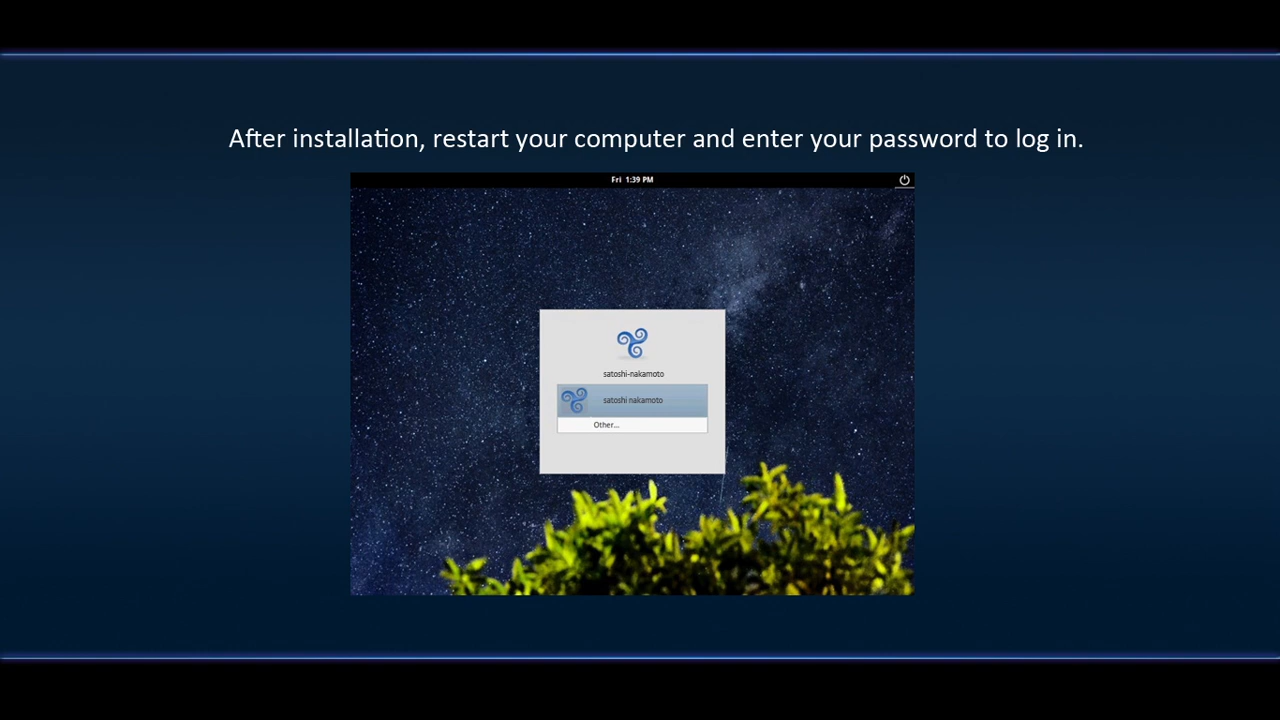 After installation, restart your computer and enter your password to log in.
Fri 1:39 PM
satoshi-nakamoto
satoshi nakamoto
Other...